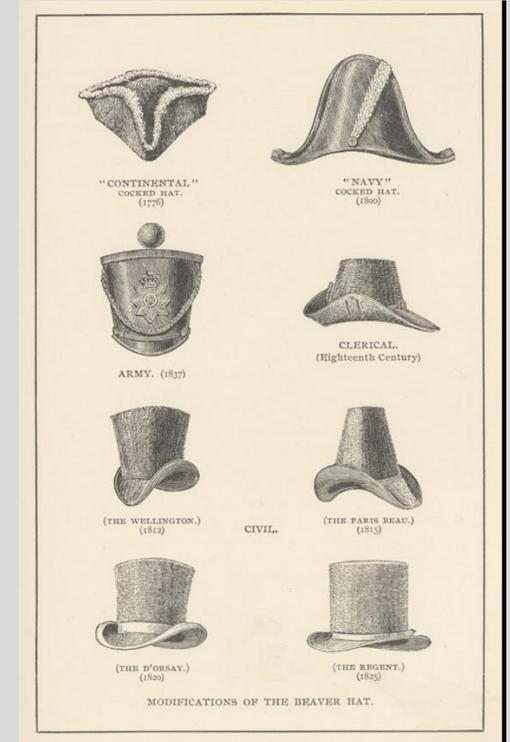 "CONTINENTAL"
COCKED HAT.
(1776)
"NAVY"
COCKED HAT.
(1800)
ARMY. (1837)
CLERICAL.
(Eighteenth Century)
(THE WELLINGTON.)
(1812)
CIVIL.
(THE PARIS BEAU.)
(1815)
(THE D'ORSAY.)
(1820)
(THE REGENT.)
(1825)
MODIFICATIONS OF THE BEAVER HAT.